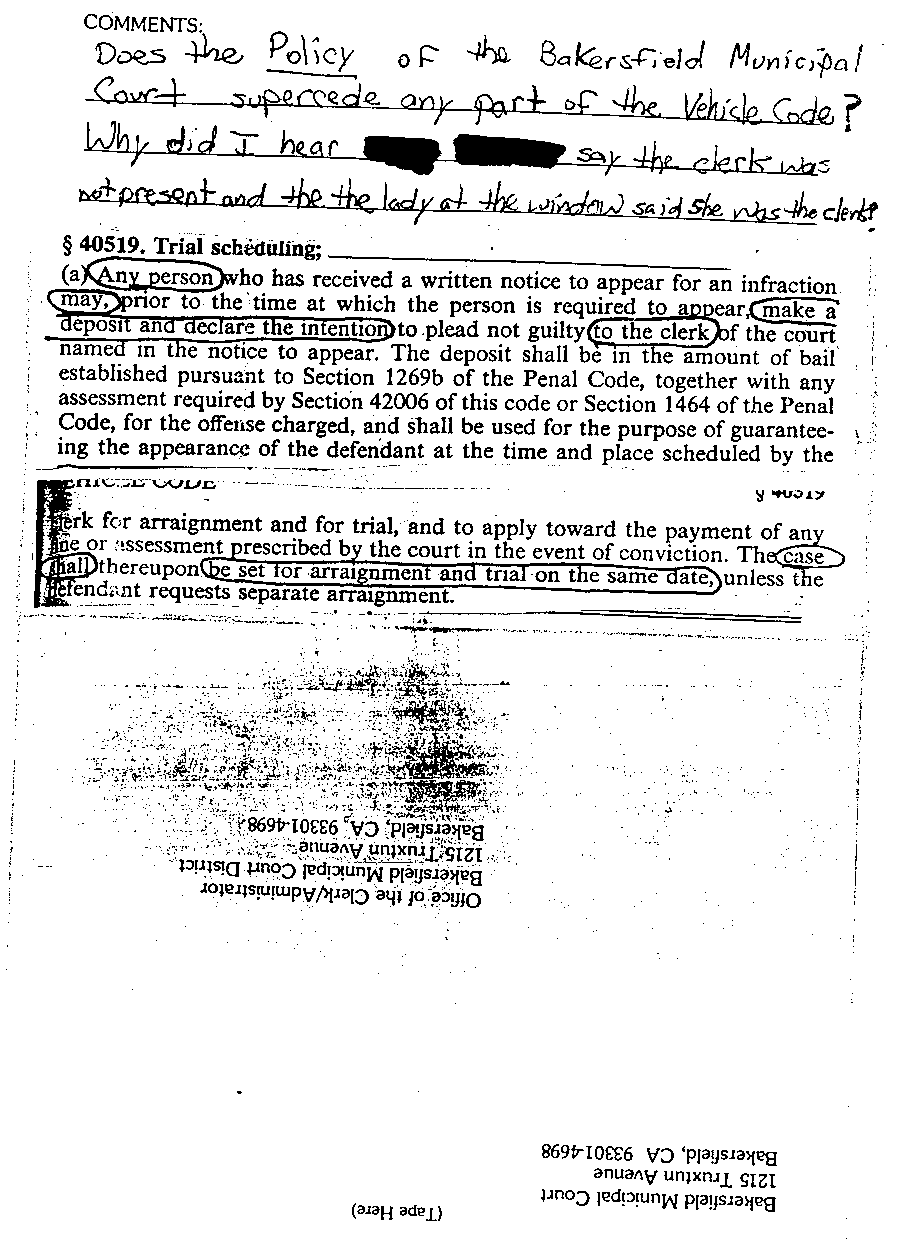 COMMENTS:
Does the Policy of the Bakersfield Municipal
Court supercede any part of the Vehicle Code?
Why did I hear say the clerk was
not present and the the lady at the window said she was the clerk?
§ 40519. Trial scheduling;
(a) Any person who has received a written notice to appear for an infraction
may, prior to the time at which the person is required to appear, make a
deposit and declare the intention to plead not guilty to the clerk of the court
named in the notice to appear. The deposit shall be in the amount of bail
established pursuant to Section 1269b of the Penal Code, together with any
assessment required by Section 42006 of this code or Section 1464 of the Penal
Code, for the offense charged, and shall be used for the purpose of guarantee-
ing the appearance of the defendant at the time and place scheduled by the
VEHICLE CODE
§ 40519
clerk for arraignment and for trial, and to apply toward the payment of any
fine or assessment prescribed by the court in the event of conviction. The case
shall thereupon be set for arraignment and trial on the same date, unless the
defendant requests separate arraignment.
Office of the Clerk/Administrator
Bakersfield Municipal Court District
1215 Truxtun Avenue
Bakersfield, CA 93301-4698
Bakersfield Municipal Court
1215 Truxtun Avenue
Bakersfield, CA 93301-4698
(Tape Here)